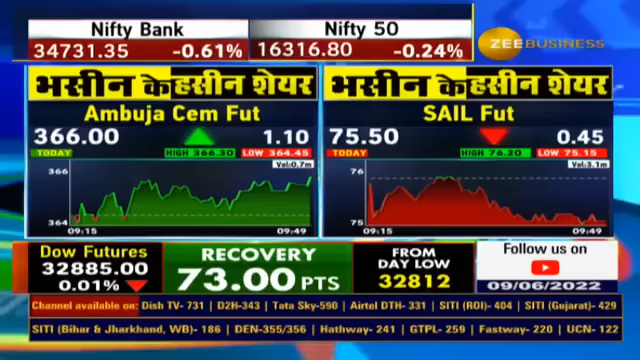 Nifty Bank
34731.35 -0.61%
Nifty 50
16316.80 -0.24%
ZEE BUSINESS
भसीन के हसीन शेयर
Ambuja Cem Fut
366.00 1.10
TODAY HIGH 366.30 LOW 364.45
Vol:0.7m
366
364
09:15 09:49
भसीन के हसीन शेयर
SAIL Fut
75.50 0.45
TODAY HIGH 76.20 LOW 75.15
Vol:3.1m
76
75
09:15 09:49
Dow Futures
32885.00
0.01%
RECOVERY
73.00 PTS
FROM
DAY LOW
32812
Follow us on
09/06/2022
Channel available on: Dish TV- 731 | D2H-343 | Tata Sky-590 | Airtel DTH- 331 | SITI (ROI)- 404 | SITI (Gujarat)- 429
SITI (Bihar & Jharkhand, WB)- 186 | DEN-355/356 | Hathway- 241 | GTPL- 259 | Fastway- 220 | UCN- 122